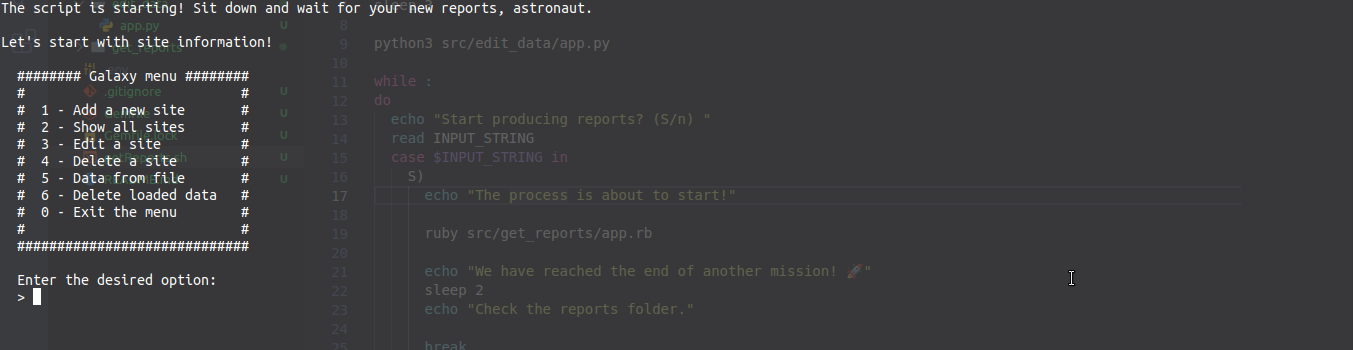 The script is starting! Sit down and wait for your new reports, astronaut.
Let's start with site information!
######## Galaxy menu ########
#                           #
#  1 - Add a new site       #
#  2 - Show all sites       #
#  3 - Edit a site          #
#  4 - Delete a site        #
#  5 - Data from file       #
#  6 - Delete loaded data   #
#  0 - Exit the menu        #
#                           #
#############################
Enter the desired option:
>
app.py U
get_reports
.gitignore U
U
Gemfile.lock U
.sh U
U
8
9 python3 src/edit_data/app.py
10
11 while :
12 do
13 echo "Start producing reports? (S/n) "
14 read INPUT_STRING
15 case $INPUT_STRING in
16 S)
17 echo "The process is about to start!"
18
19 ruby src/get_reports/app.rb
20
21 echo "We have reached the end of another mission! 🚀"
22 sleep 2
23 echo "Check the reports folder."
24
25 break